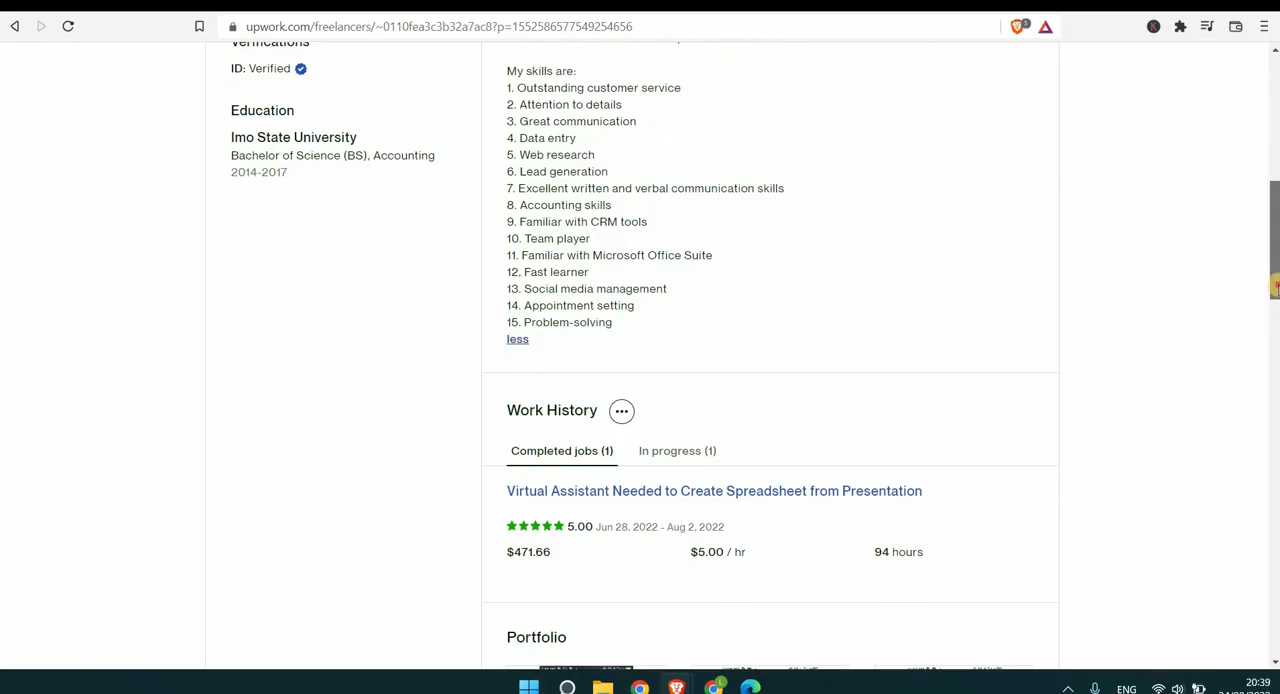 upwork.com/freelancers/~0110fea3c3b32a7ac8?p=1552586577549254656
5
K
Verifications
ID: Verified
Education
Imo State University
Bachelor of Science (BS), Accounting
2014-2017
My skills are:
1. Outstanding customer service
2. Attention to details
3. Great communication
4. Data entry
5. Web research
6. Lead generation
7. Excellent written and verbal communication skills
8. Accounting skills
9. Familiar with CRM tools
10. Team player
11. Familiar with Microsoft Office Suite
12, Fast learner
13. Social media management
14. Appointment setting
15. Problem-solving
less
Work History
Completed jobs (1) In progress (1)
Virtual Assistant Needed to Create Spreadsheet from Presentation
5.00 Jun 28, 2022 - Aug 2, 2022
$471.66 $5.00 / hr 94 hours
Portfolio
L
ENG
20:39